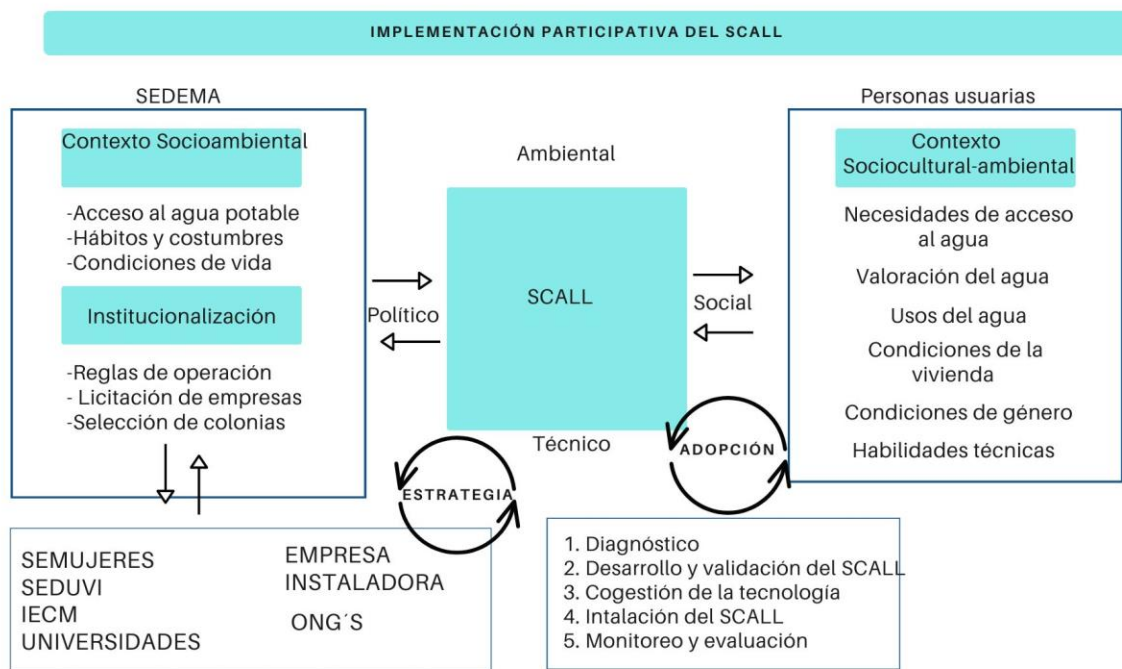 IMPLEMENTACIÓN PARTICIPATIVA DEL SCALL
SEDEMA
Contexto Socioambiental
-Acceso al agua potable
-Hábitos y costumbres
-Condiciones de vida
Institucionalización
-Reglas de operación
- Licitación de empresas
-Selección de colonias
Político
Ambiental
SCALL
Técnico
Social
Personas usuarias
Contexto
Sociocultural-ambiental
Necesidades de acceso
al agua
Valoración del agua
Usos del agua
Condiciones de la
vivienda
Condiciones de género
Habilidades técnicas
ESTRATEGIA
ADOPCIÓN
SEMUJERES
SEDUVI
IECM
UNIVERSIDADES
EMPRESA
INSTALADORA
ONG´S
1. Diagnóstico
2. Desarrollo y validación del SCALL
3. Cogestión de la tecnología
4. Intalación del SCALL
5. Monitoreo y evaluación